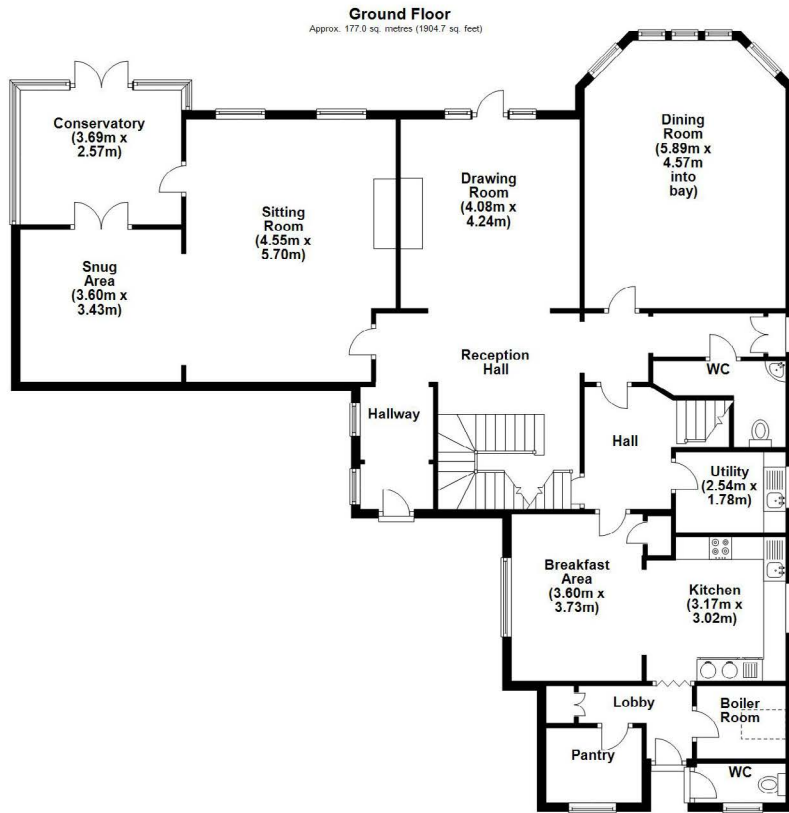 Ground Floor
Approx. 177.0 sq. metres (1904.7 sq. feet)
Conservatory
(3.69m x
2.57m)
Dining
Room
(5.89m x
4.57m
into
bay)
Drawing
Room
(4.08m x
4.24m)
Sitting
Room
(4.55m x
5.70m)
Snug
Area
(3.60m x
3.43m)
Reception
Hall
WC
Hallway
Hall
Utility
(2.54m x
1.78m)
Breakfast
Area
(3.60m x
3.73m)
Kitchen
(3.17m x
3.02m)
Lobby
Boiler
Room
Pantry
WC